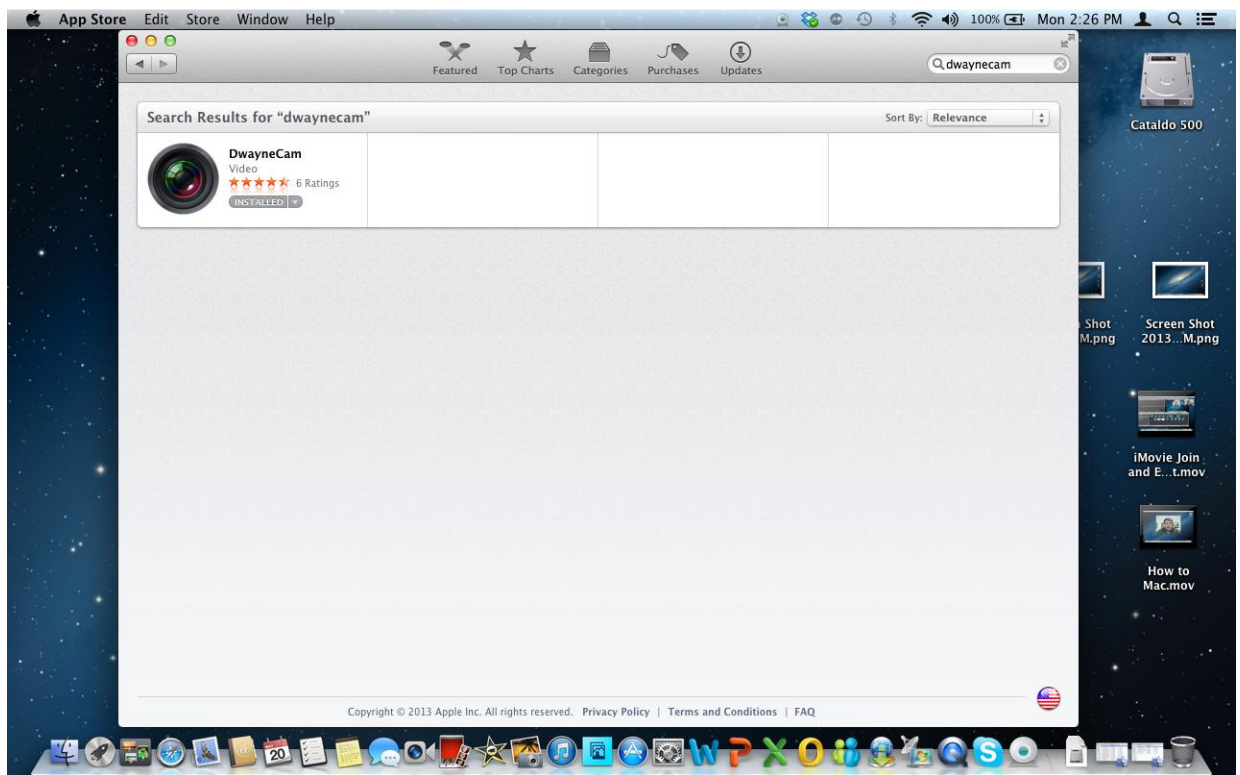 App Store Edit Store Window Help 100% Mon 2:26 PM
Featured Top Charts Categories Purchases Updates
dwaynecam
Search Results for “dwaynecam”
Sort By: Relevance
DwayneCam
Video
6 Ratings
INSTALLED
Cataldo 500
Shot
M.png
Screen Shot
2013...M.png
iMovie Join
and E...t.mov
How to
Mac.mov
Copyright © 2013 Apple Inc. All rights reserved. Privacy Policy | Terms and Conditions | FAQ
20